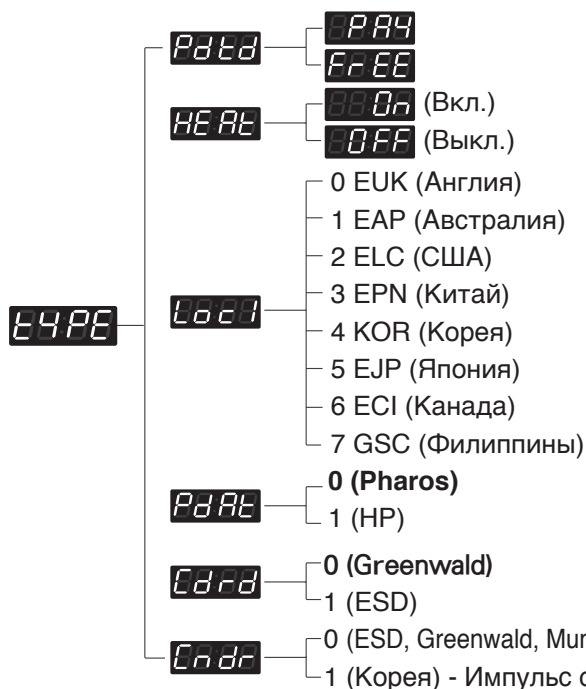 PdEd
PAY
FrEE
HEAt
On (Вкл.)
OFF (Выкл.)
0 EUK (Англия)
1 EAP (Австралия)
2 ELC (США)
3 EPN (Китай)
tYPE
Loc1
4 KOR (Корея)
5 EJP (Япония)
6 ECI (Канада)
7 GSC (Филиппины)
0 (Pharos)
PdAt
1 (HP)
0 (Greenwald)
Cdrd
1 (ESD)
0 (ESD, Greenwald,
Cndr
1 (Корея) - Импульс